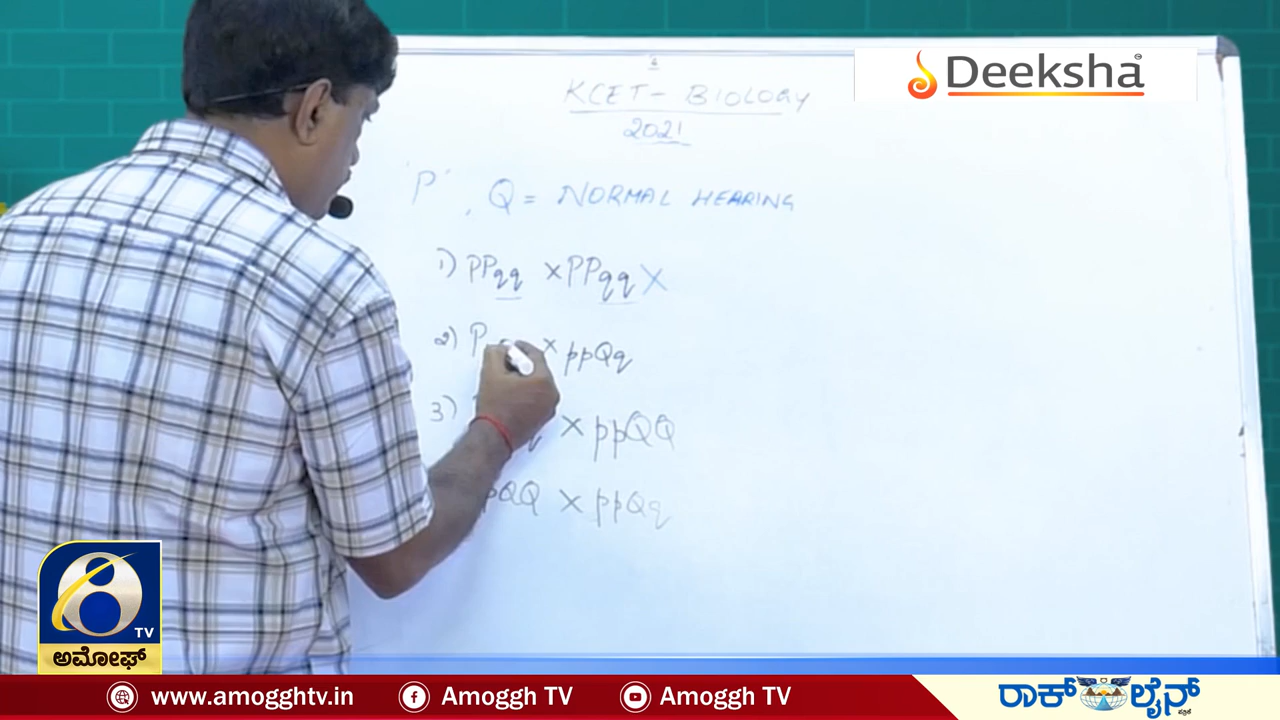 Deeksha
KCET - BIOLOGY
2021
'P' , Q = NORMAL HEARING
1) PPqq × PPqq X
2) P × ppQq
3) q × ppQQ
pQQ × ppQq
TV
ಅಮೋಘ್
www.amogghtv.in Amoggh TV Amoggh TV
ರಾಕ್ ಲೈನ್